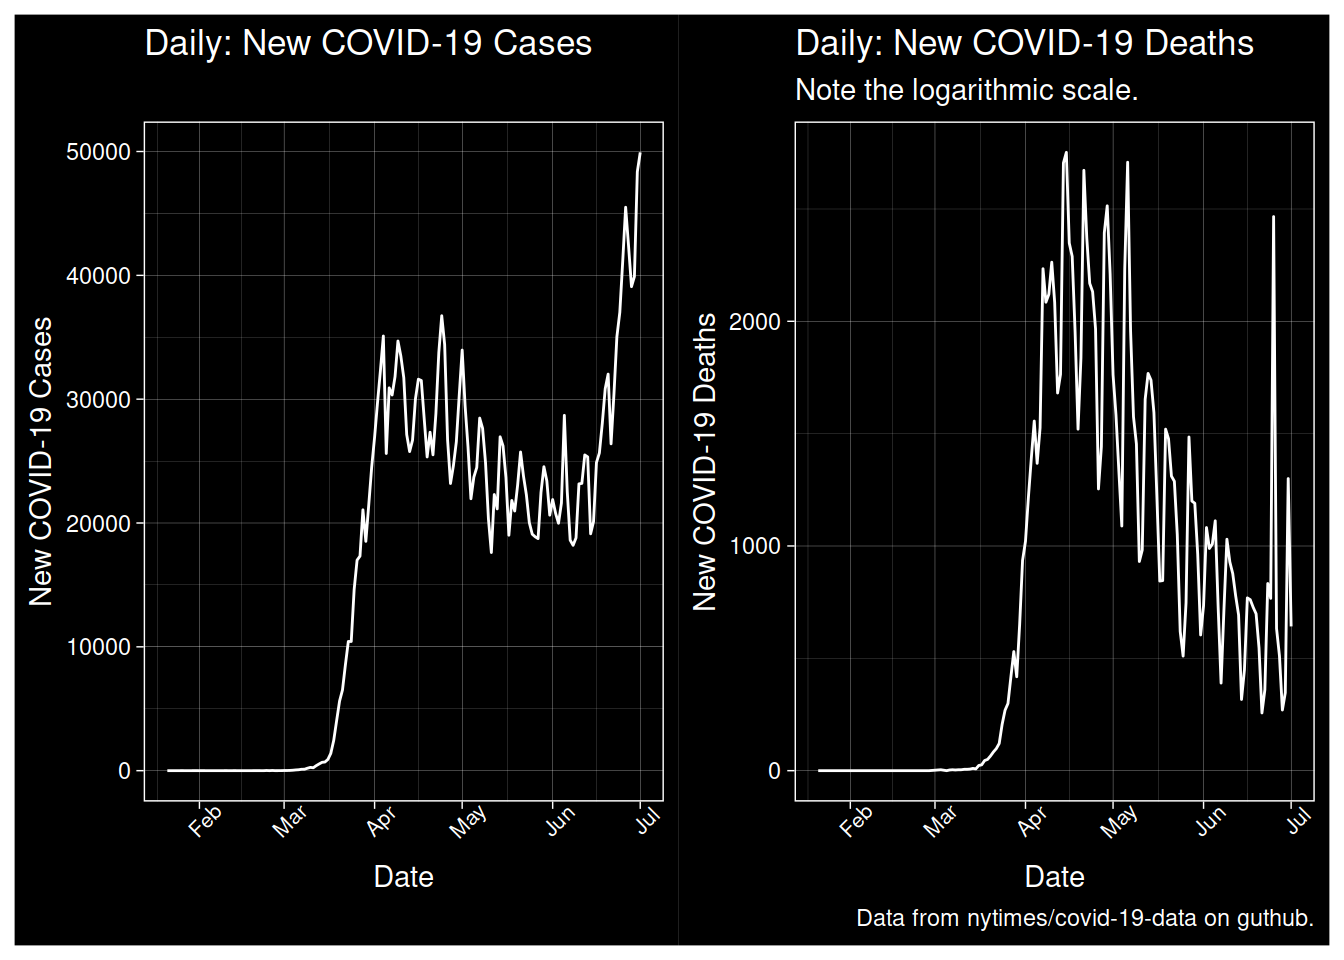 Daily: New COVID-19 Cases
New COVID-19 Cases
50000
40000
30000
20000
10000
0
Feb
Mar
Apr
May
Jun
Jul
Date
Daily: New COVID-19 Deaths
Note the logarithmic scale.
New COVID-19 Deaths
2000
1000
0
Feb
Mar
Apr
May
Jun
Jul
Date
Data from nytimes/covid-19-data on guthub.